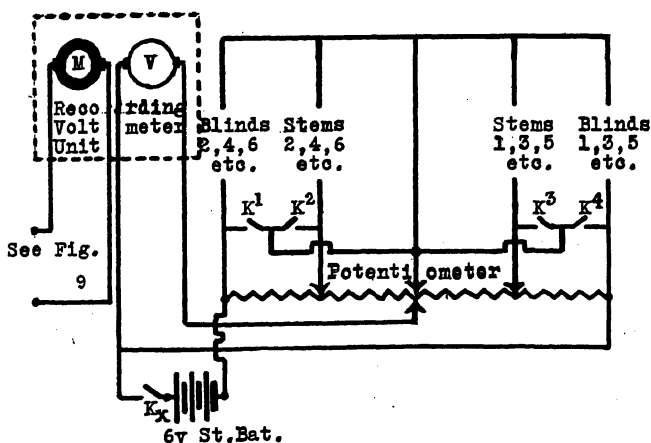 M
V
Recording
Volt meter
Unit
Blinds
2,4,6
etc.
Stems
2,4,6
etc.
Stems
1,3,5
etc.
Blinds
1,3,5
etc.
K1
K2
K3
K4
See Fig.
9
Potentiometer
Kx
6v St.Bat.